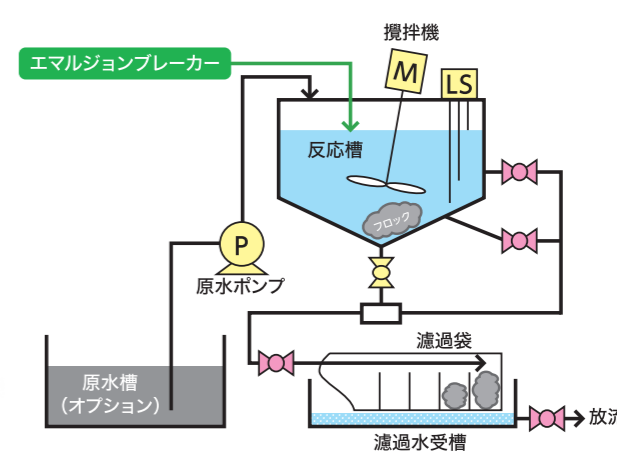 攪拌機
エマルジョンブレーカー
M
LS
反応槽
フロック
P
原水ポンプ
濾過袋
原水槽
（オプション）
放流
濾過水受槽